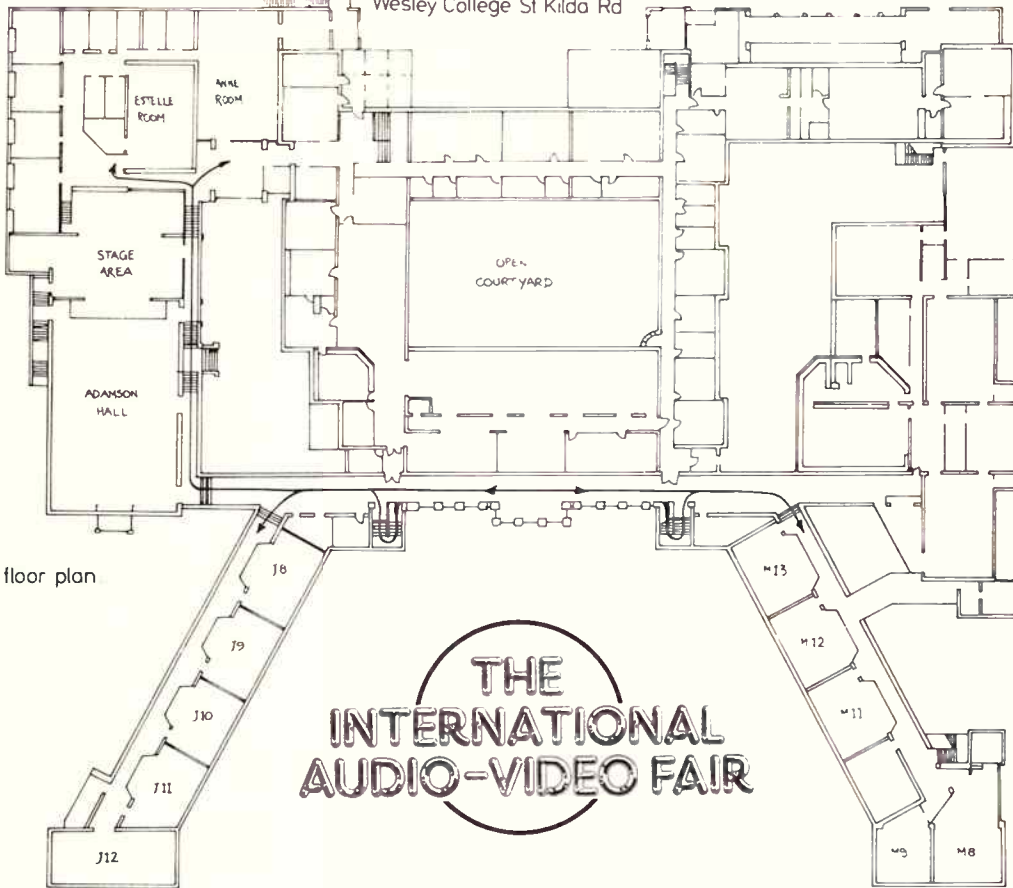 Wesley College St Kilda Rd
ESTELLE
ROOM
ANNE
ROOM
STAGE
AREA
OPEN
COURTYARD
ADAMSON
HALL
floor plan
J8
J9
J10
J11
J12
M13
M12
M11
M9
M8
THE
INTERNATIONAL
AUDIO-VIDEO FAIR